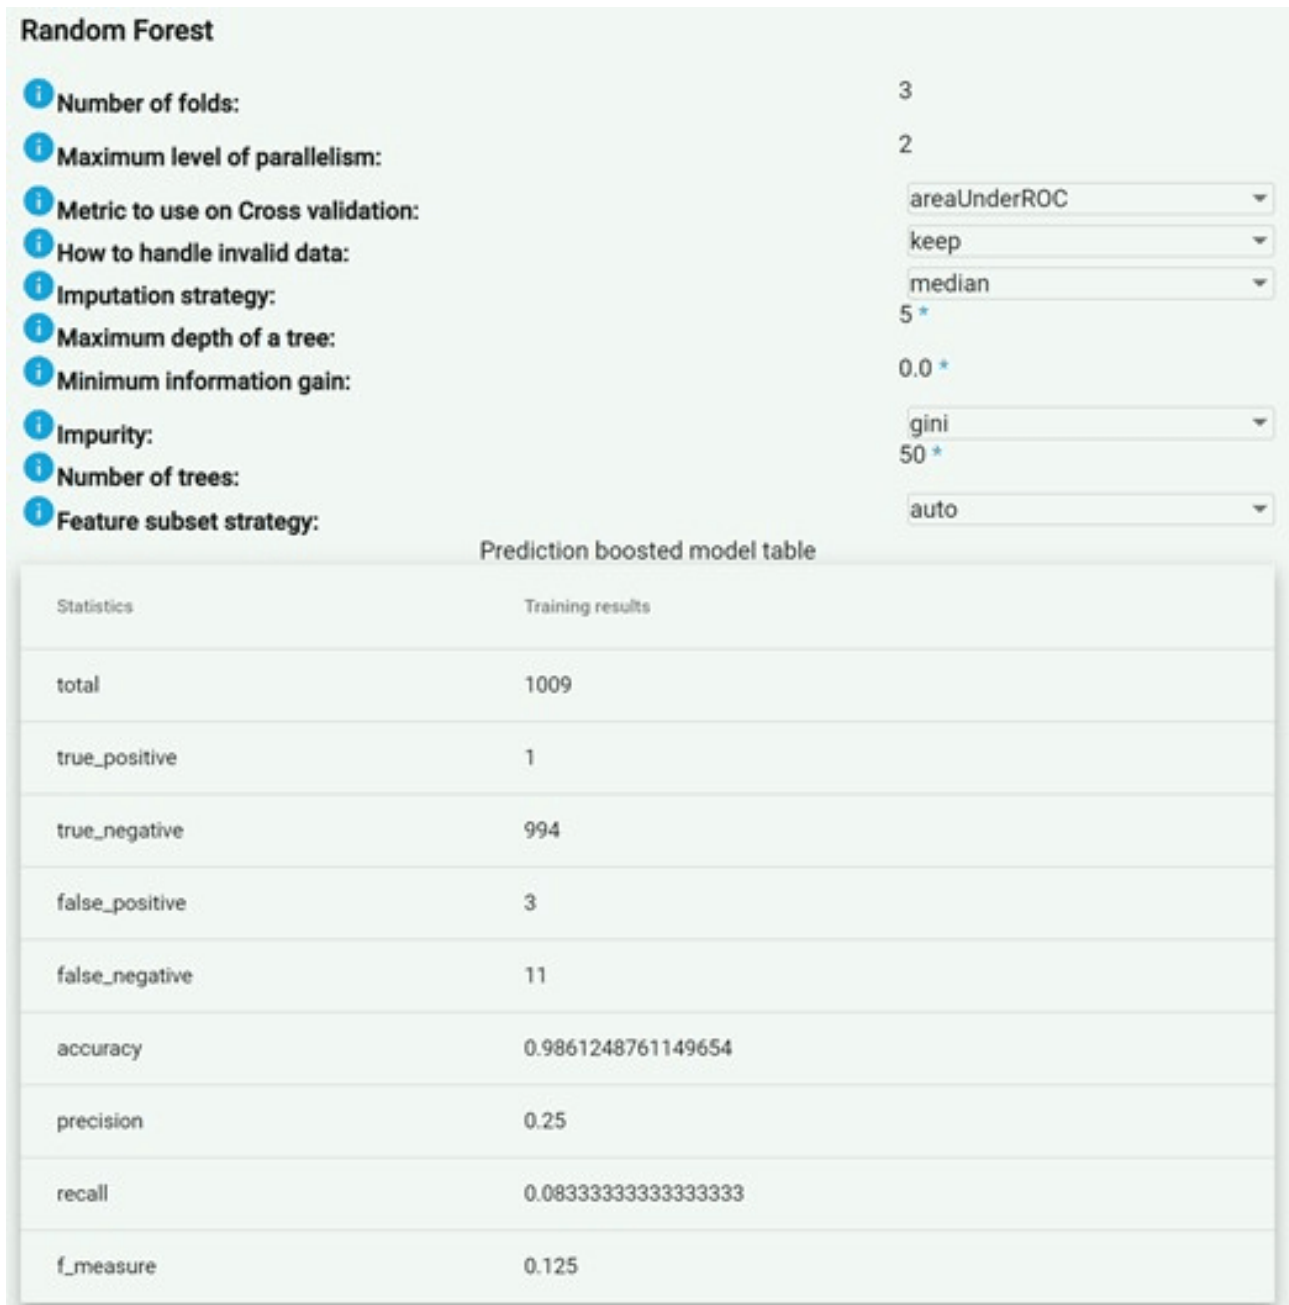 Random Forest
Number of folds: 3
Maximum level of parallelism: 2
Metric to use on Cross validation: areaUnderROC
How to handle invalid data: keep
Imputation strategy: median
Maximum depth of a tree: 5 *
Minimum information gain: 0.0 *
Impurity: gini
Number of trees: 50 *
Feature subset strategy: auto
Prediction boosted model table
Statistics Training results
total 1009
true_positive 1
true_negative 994
false_positive 3
false_negative 11
accuracy 0.9861248761149654
precision 0.25
recall 0.08333333333333333
f_measure 0.125